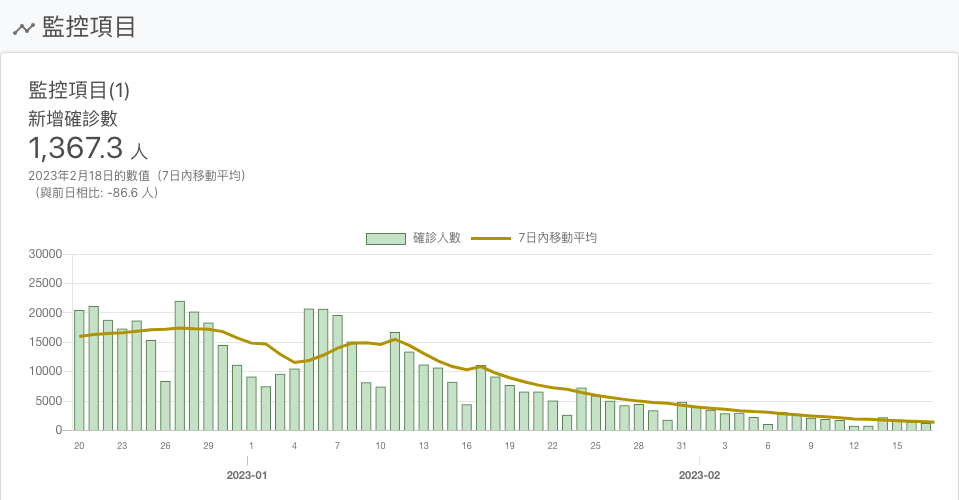 監控項目
監控項目(1)
新增確診數
1,367.3 人
2023年2月18日的數值（7日內移動平均）
（與前日相比: -86.6 人）
確診人數 7日內移動平均
30000
25000
20000
15000
10000
5000
0
20 23 26 29 1 4 7 10 13 16 19 22 25 28 31 3 6 9 12 15
2023-01 2023-02